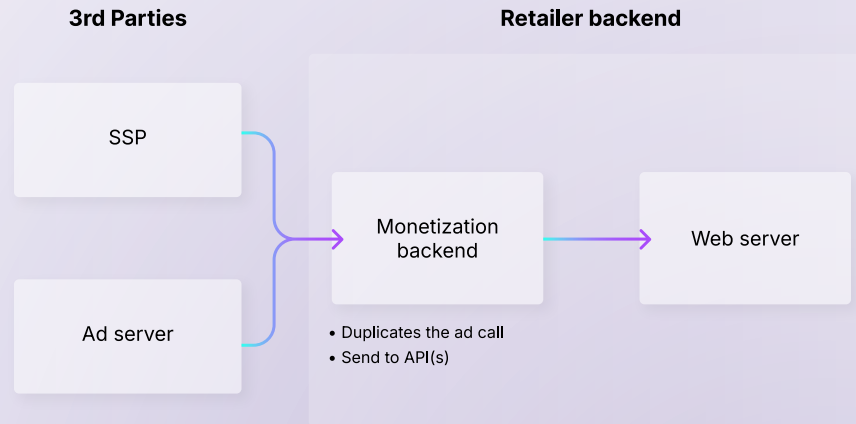 3rd Parties
Retailer backend
SSP
Monetization
backend
Web server
Ad server
• Duplicates the ad call
• Send to API(s)